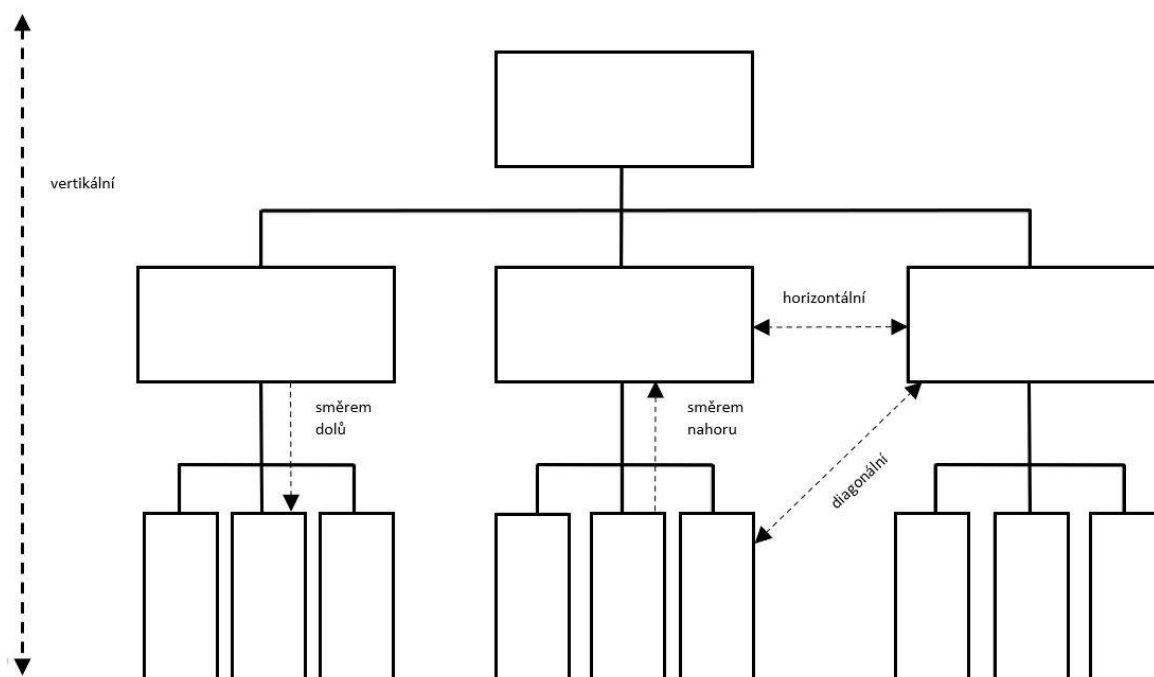 vertikální
horizontální
směrem
dolů
směrem
nahoru
diagonální